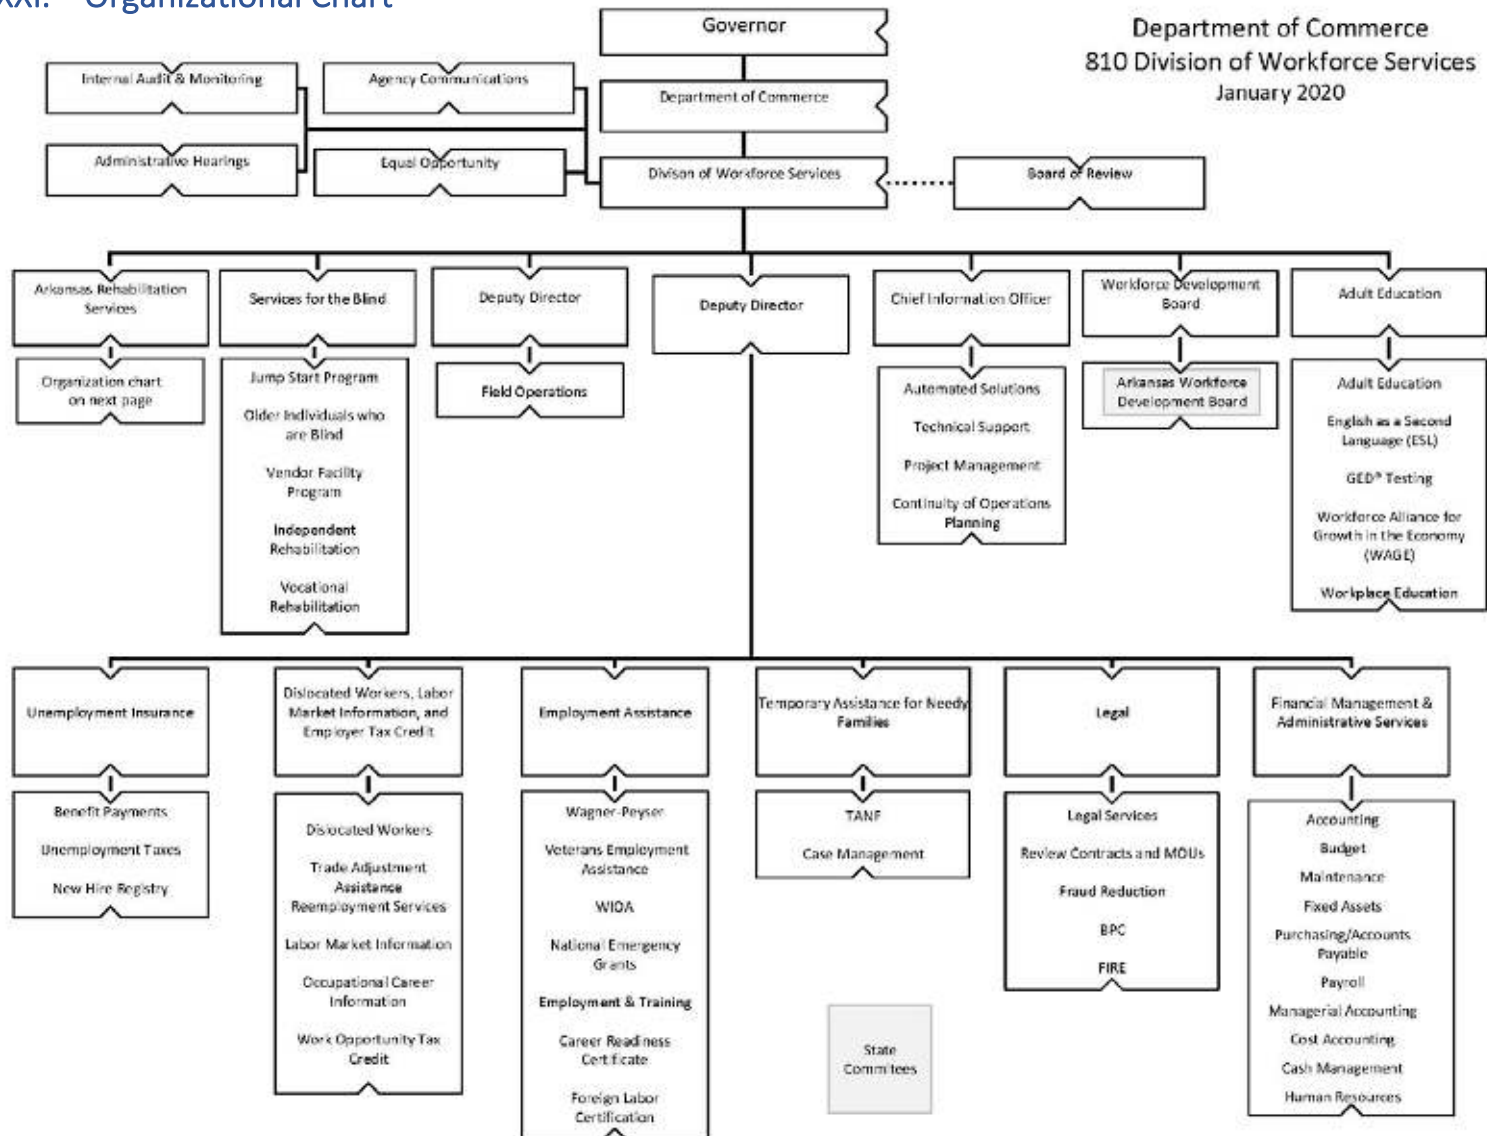 XXI. Organizational Chart
Governor
Department of Commerce
810 Division of Workforce Services
January 2020
Internal Audit & Monitoring
Agency Communications
Department of Commerce
Administrative Hearings
Equal Opportunity
Divison of Workforce Services
Board of Review
Arkansas Rehabilitation
Services
Services for the Blind
Deputy Director
Deputy Director
Chief Information Officer
Workforce Development
Board
Adult Education
Organization chart
on next page
Jump Start Program
Older Individuals who
are Blind
Vendor Facility
Program
Independent
Rehabilitation
Vocational
Rehabilitation
Field Operations
Automated Solutions
Technical Support
Project Management
Continuity of Operations
Planning
Arkansas Workforce
Development Board
Adult Education
English as a Second
Language (ESL)
GED® Testing
Workforce Alliance for
Growth in the Economy
(WAGE)
Workplace Education
Unemployment Insurance
Dislocated Workers, Labor
Market Information, and
Employer Tax Credit
Employment Assistance
Temporary Assistance for Needy
Families
Legal
Financial Management &
Administrative Services
Benefit Payments
Unemployment Taxes
New Hire Registry
Dislocated Workers
Trade Adjustment
Assistance
Reemployment Services
Labor Market Information
Occupational Career
Information
Work Opportunity Tax
Credit
Wagner-Peyser
Veterans Employment
Assistance
WIOA
National Emergency
Grants
Employment & Training
Career Readiness
Certificate
Foreign Labor
Certification
TANF
Case Management
Legal Services
Review Contracts and MOUs
Fraud Reduction
BPC
FIRE
Accounting
Budget
Maintenance
Fixed Assets
Purchasing/Accounts
Payable
Payroll
Managerial Accounting
Cost Accounting
Cash Management
Human Resources
State
Commitees